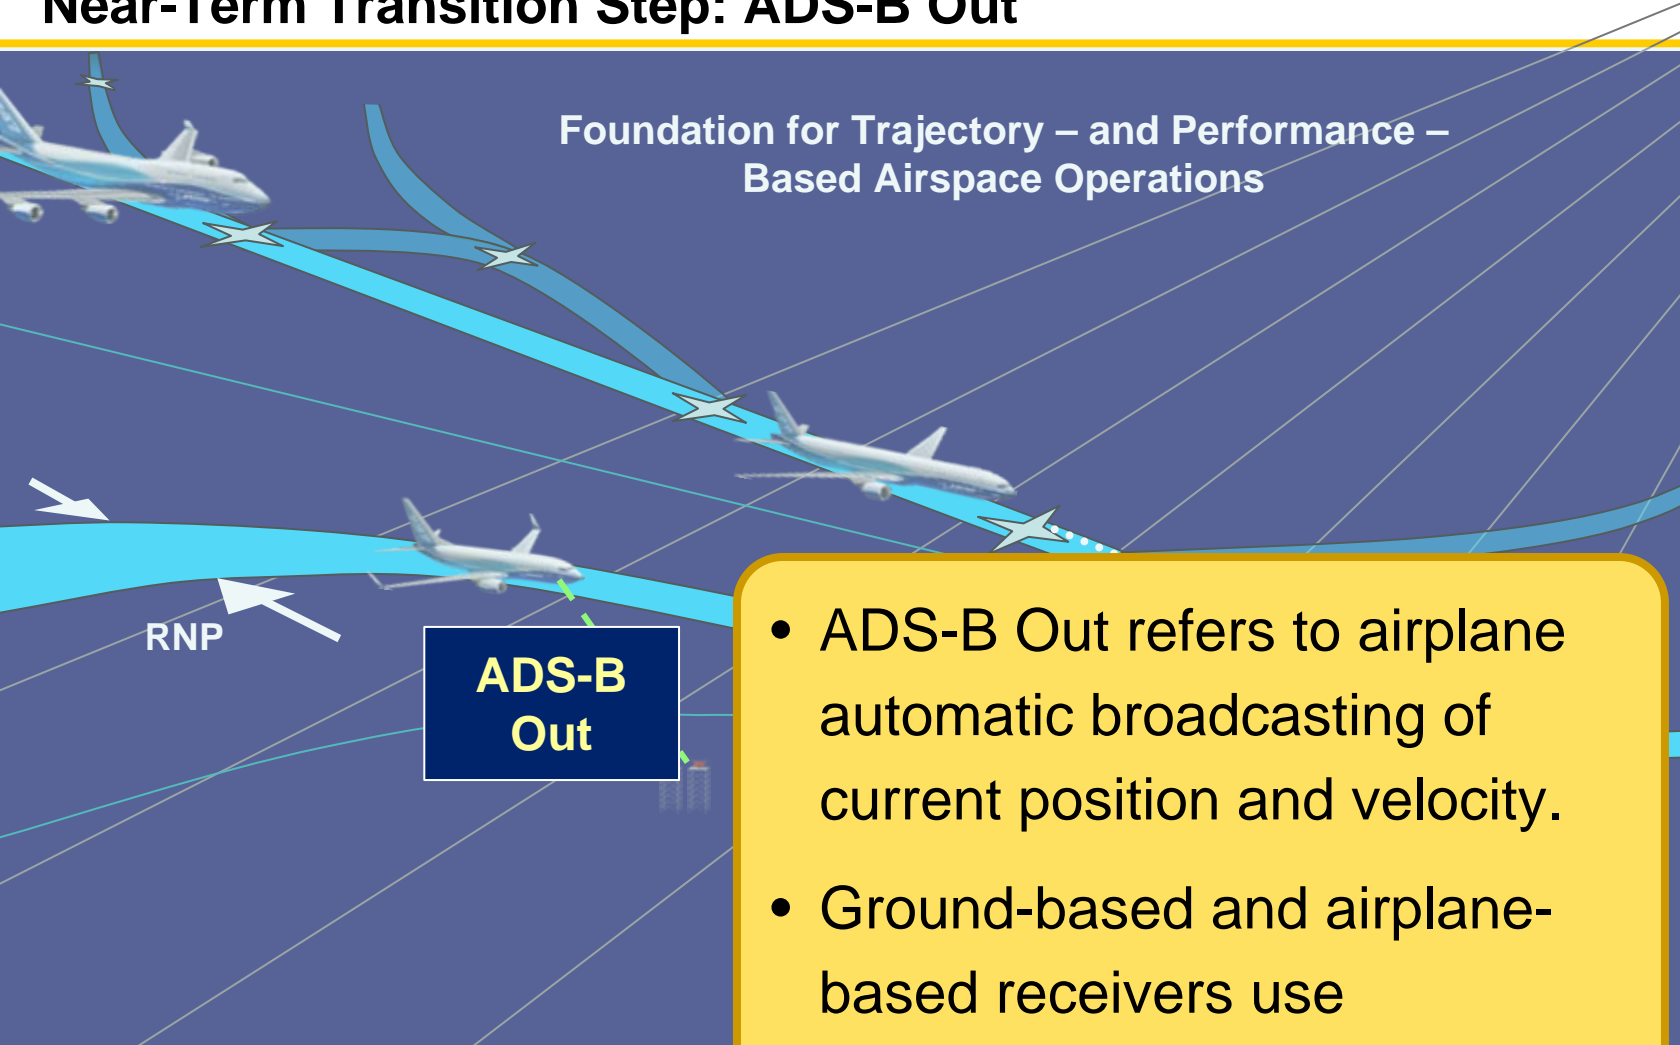 Near-Term Transition Step: ADS-B Out
Foundation for Trajectory – and Performance –
Based Airspace Operations
RNP
ADS-B
Out
• ADS-B Out refers to airplane
automatic broadcasting of
current position and velocity.
• Ground-based and airplane-
based receivers use